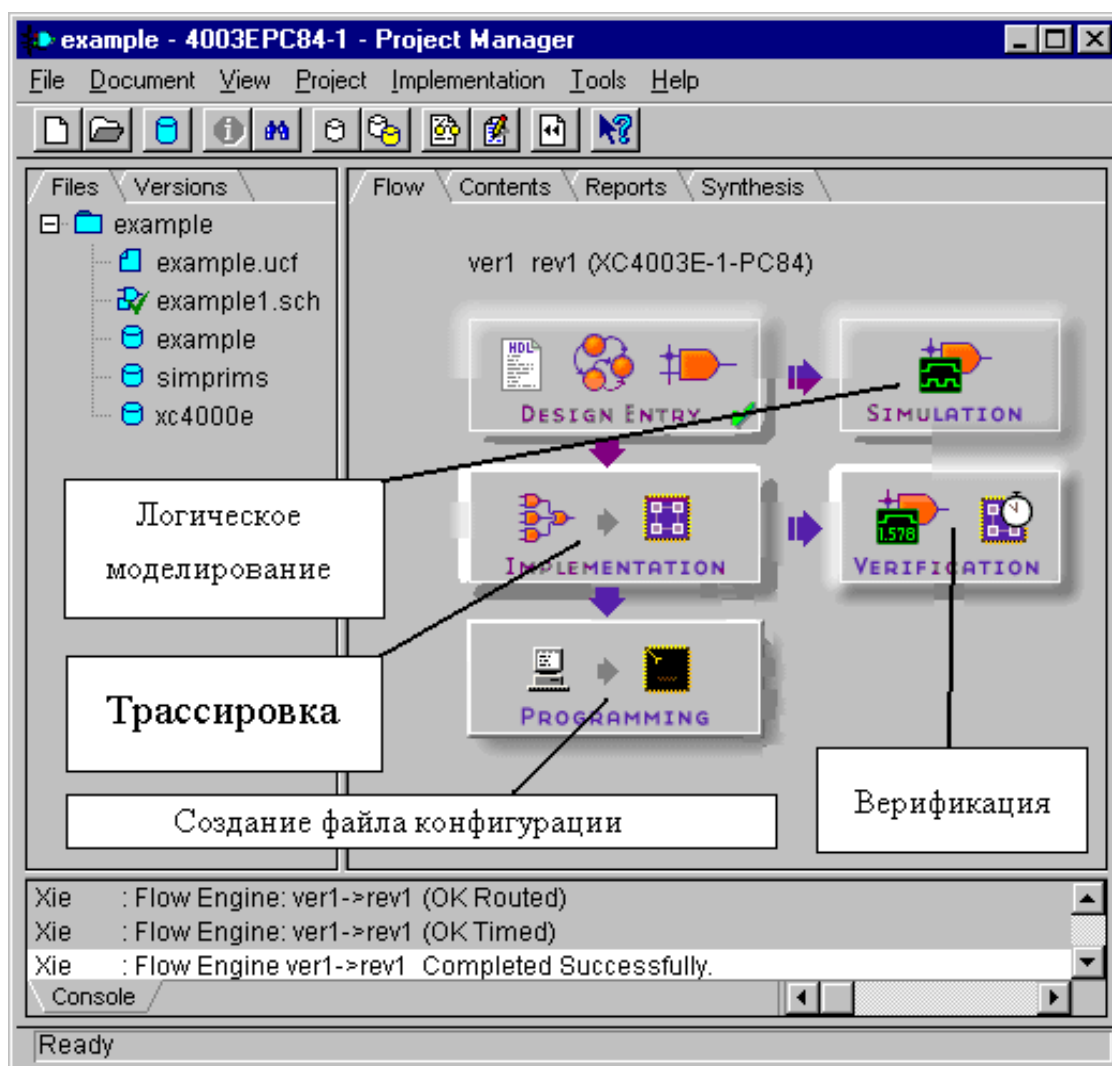 example - 4003EPC84-1 - Project Manager
File Document View Project Implementation Tools Help
Files Versions
Flow Contents Reports Synthesis
example
example.ucf
example1.sch
example
simprims
xc4000e
ver1 rev1 (XC4003E-1-PC84)
HDL
DESIGN ENTRY
SIMULATION
Логическое
моделирование
IMPLEMENTATION
1.578
VERIFICATION
Трассировка
PROGRAMMING
Создание файла конфигурации
Верификация
Xie : Flow Engine: ver1->rev1 (OK Routed)
Xie : Flow Engine: ver1->rev1 (OK Timed)
Xie : Flow Engine ver1->rev1 Completed Successfully.
Console
Ready